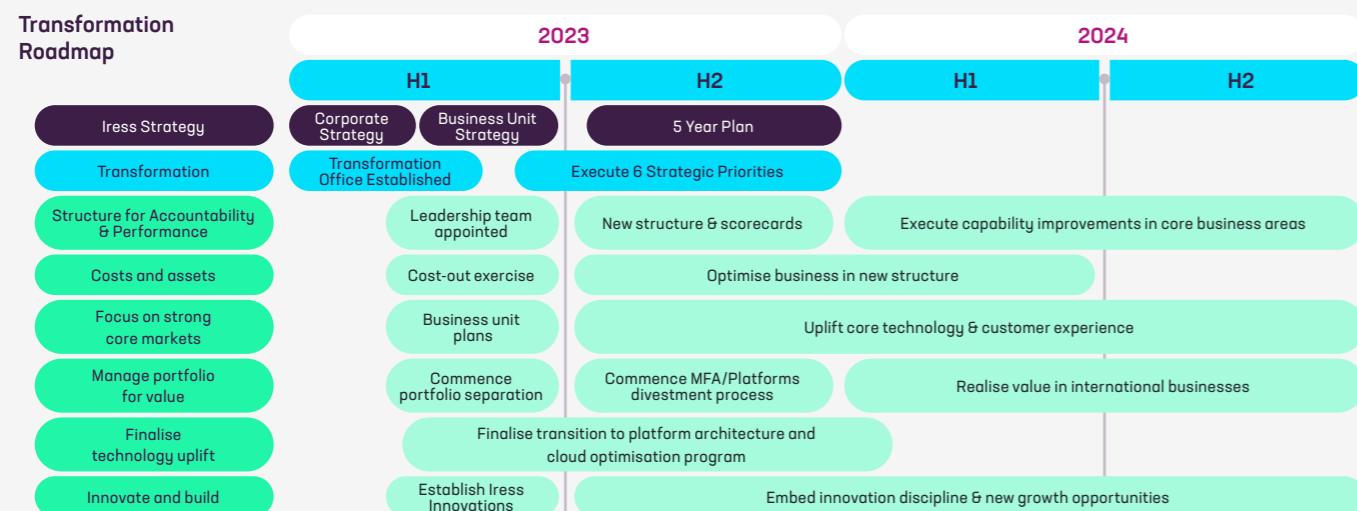 Transformation
Roadmap
2023
2024
H1
H2
H1
H2
Iress Strategy
Corporate
Strategy
Business Unit
Strategy
5 Year Plan
Transformation
Transformation
Office Established
Execute 6 Strategic Priorities
Structure for Accountability
& Performance
Leadership team
appointed
New structure & scorecards
Execute capability improvements in core business areas
Costs and assets
Cost-out exercise
Optimise business in new structure
Focus on strong
core markets
Business unit
plans
Uplift core technology & customer experience
Manage portfolio
for value
Commence
portfolio separation
Commence MFA/Platforms
divestment process
Realise value in international businesses
Finalise
technology uplift
Finalise transition to platform architecture and
cloud optimisation program
Innovate and build
Establish Iress
Innovations
Embed innovation discipline & new growth opportunities